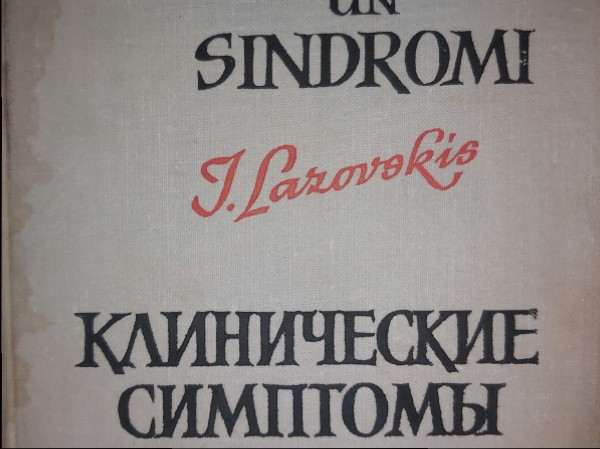 UN
SINDROMI
I. Lazovskis
КЛИНИЧЕСКИЕ
СИМПТОМЫ